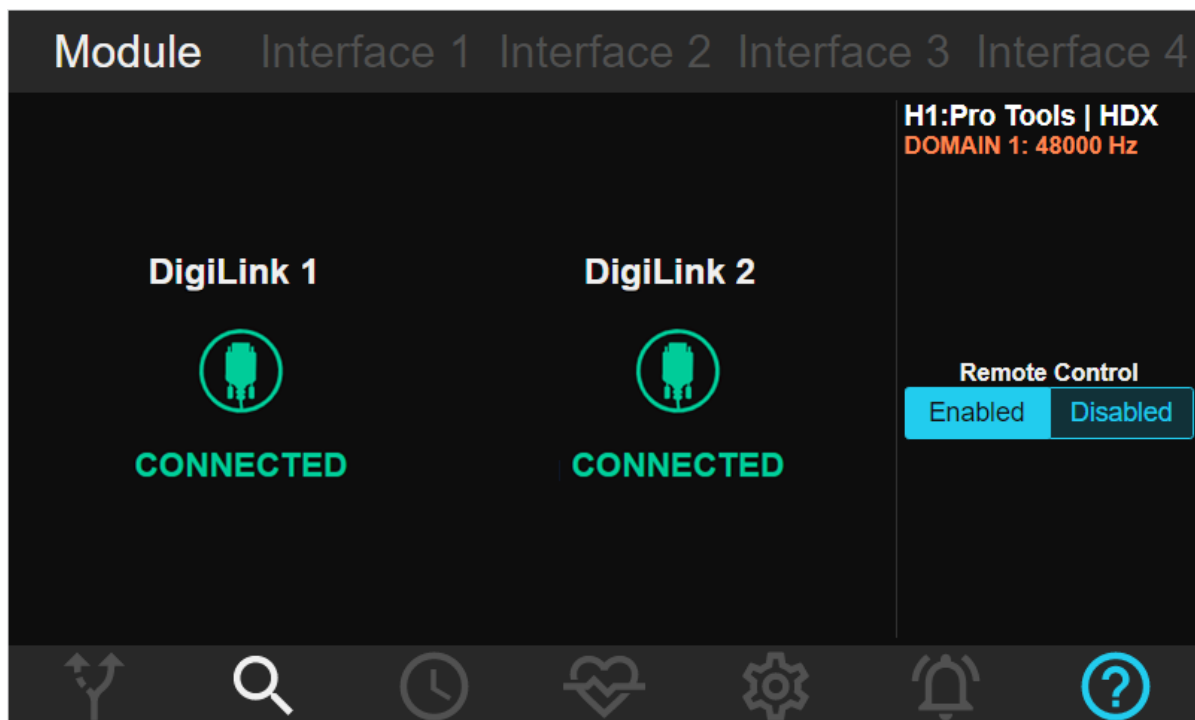 Module Interface 1 Interface 2 Interface 3 Interface 4
H1:Pro Tools | HDX
DOMAIN 1: 48000 Hz
DigiLink 1 DigiLink 2
CONNECTED CONNECTED
Remote Control
Enabled Disabled
?